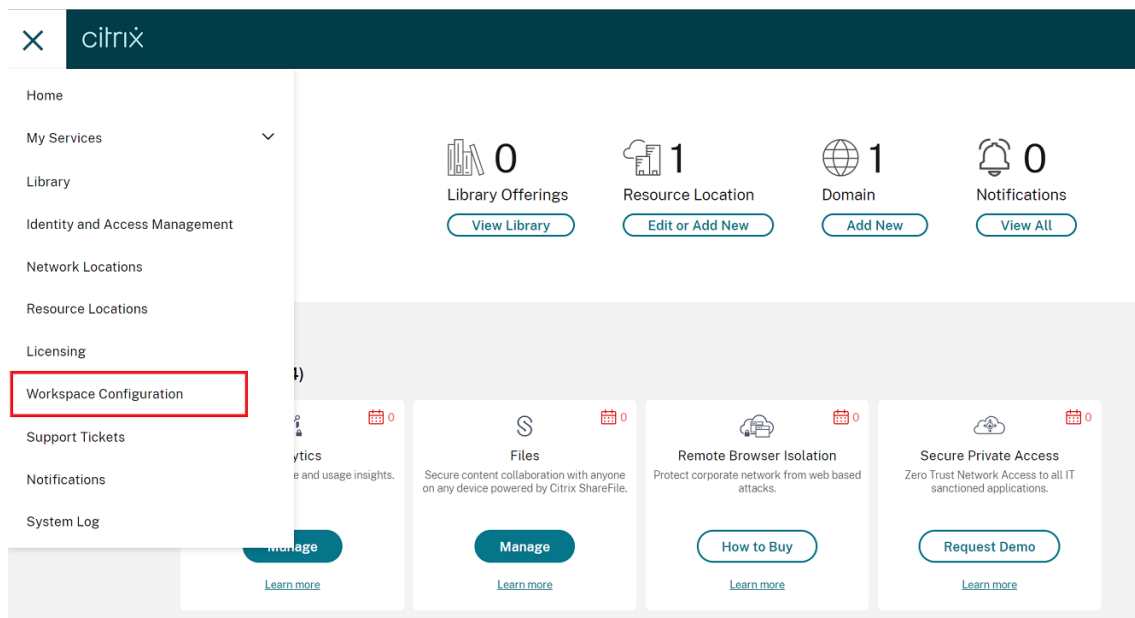 citrix
Home
My Services
Library
Identity and Access Management
Network Locations
Resource Locations
Licensing
Workspace Configuration
Support Tickets
Notifications
System Log
0
Library Offerings
View Library
1
Resource Location
Edit or Add New
1
Domain
Add New
0
Notifications
View All
4)
0
ytics
e and usage insights.
Manage
Learn more
0
Files
Secure content collaboration with anyone
on any device powered by Citrix ShareFile.
Manage
Learn more
0
Remote Browser Isolation
Protect corporate network from web based
attacks.
How to Buy
Learn more
0
Secure Private Access
Zero Trust Network Access to all IT
sanctioned applications.
Request Demo
Learn more